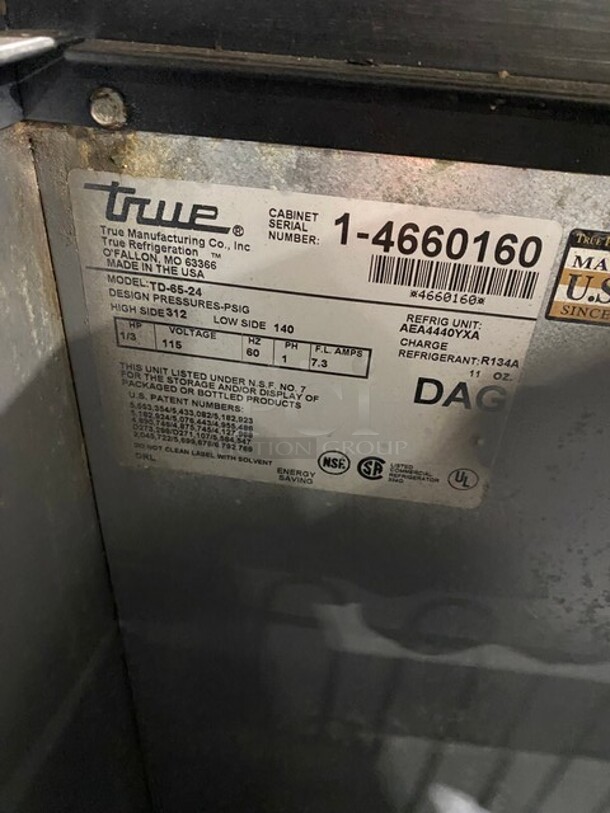 true®
True Manufacturing Co., Inc
True Refrigeration ™
O'FALLON, MO 63366
MADE IN THE USA
CABINET
SERIAL
NUMBER: 1-4660160
*4660160*
MODEL: TD-65-24
DESIGN PRESSURES-PSIG
HIGH SIDE 312 LOW SIDE 140
HP VOLTAGE HZ PH F.L. AMPS
1/3 115 60 1 7.3
REFRIG UNIT:
AEA4440YXA
CHARGE
REFRIGERANT: R134A
11 OZ.
DAG
THIS UNIT LISTED UNDER N.S.F. NO. 7
FOR THE STORAGE AND/OR DISPLAY OF
PACKAGED OR BOTTLED PRODUCTS
U.S. PATENT NUMBERS:
DO NOT CLEAN LABEL WITH SOLVENT
ENERGY
SAVING
NSF.
SA
LISTED
COMMERCIAL
REFRIGERATOR
UL
MA
U.S
SINCE
GROUP